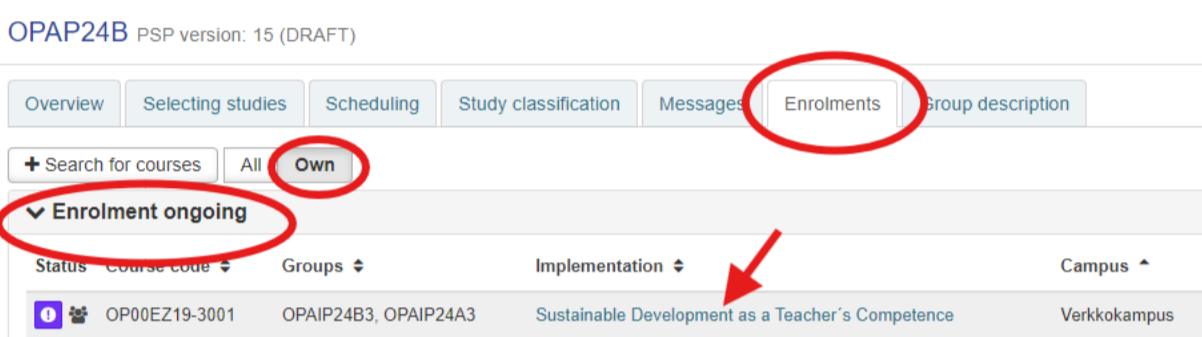 OPAP24B PSP version: 15 (DRAFT)
Overview Selecting studies Scheduling Study classification Messages Enrolments Group description
+ Search for courses All Own
Enrolment ongoing
Status Course code Groups Implementation Campus
OP00EZ19-3001 OPAIP24B3, OPAIP24A3 Sustainable Development as a Teacher´s Competence Verkkokampus